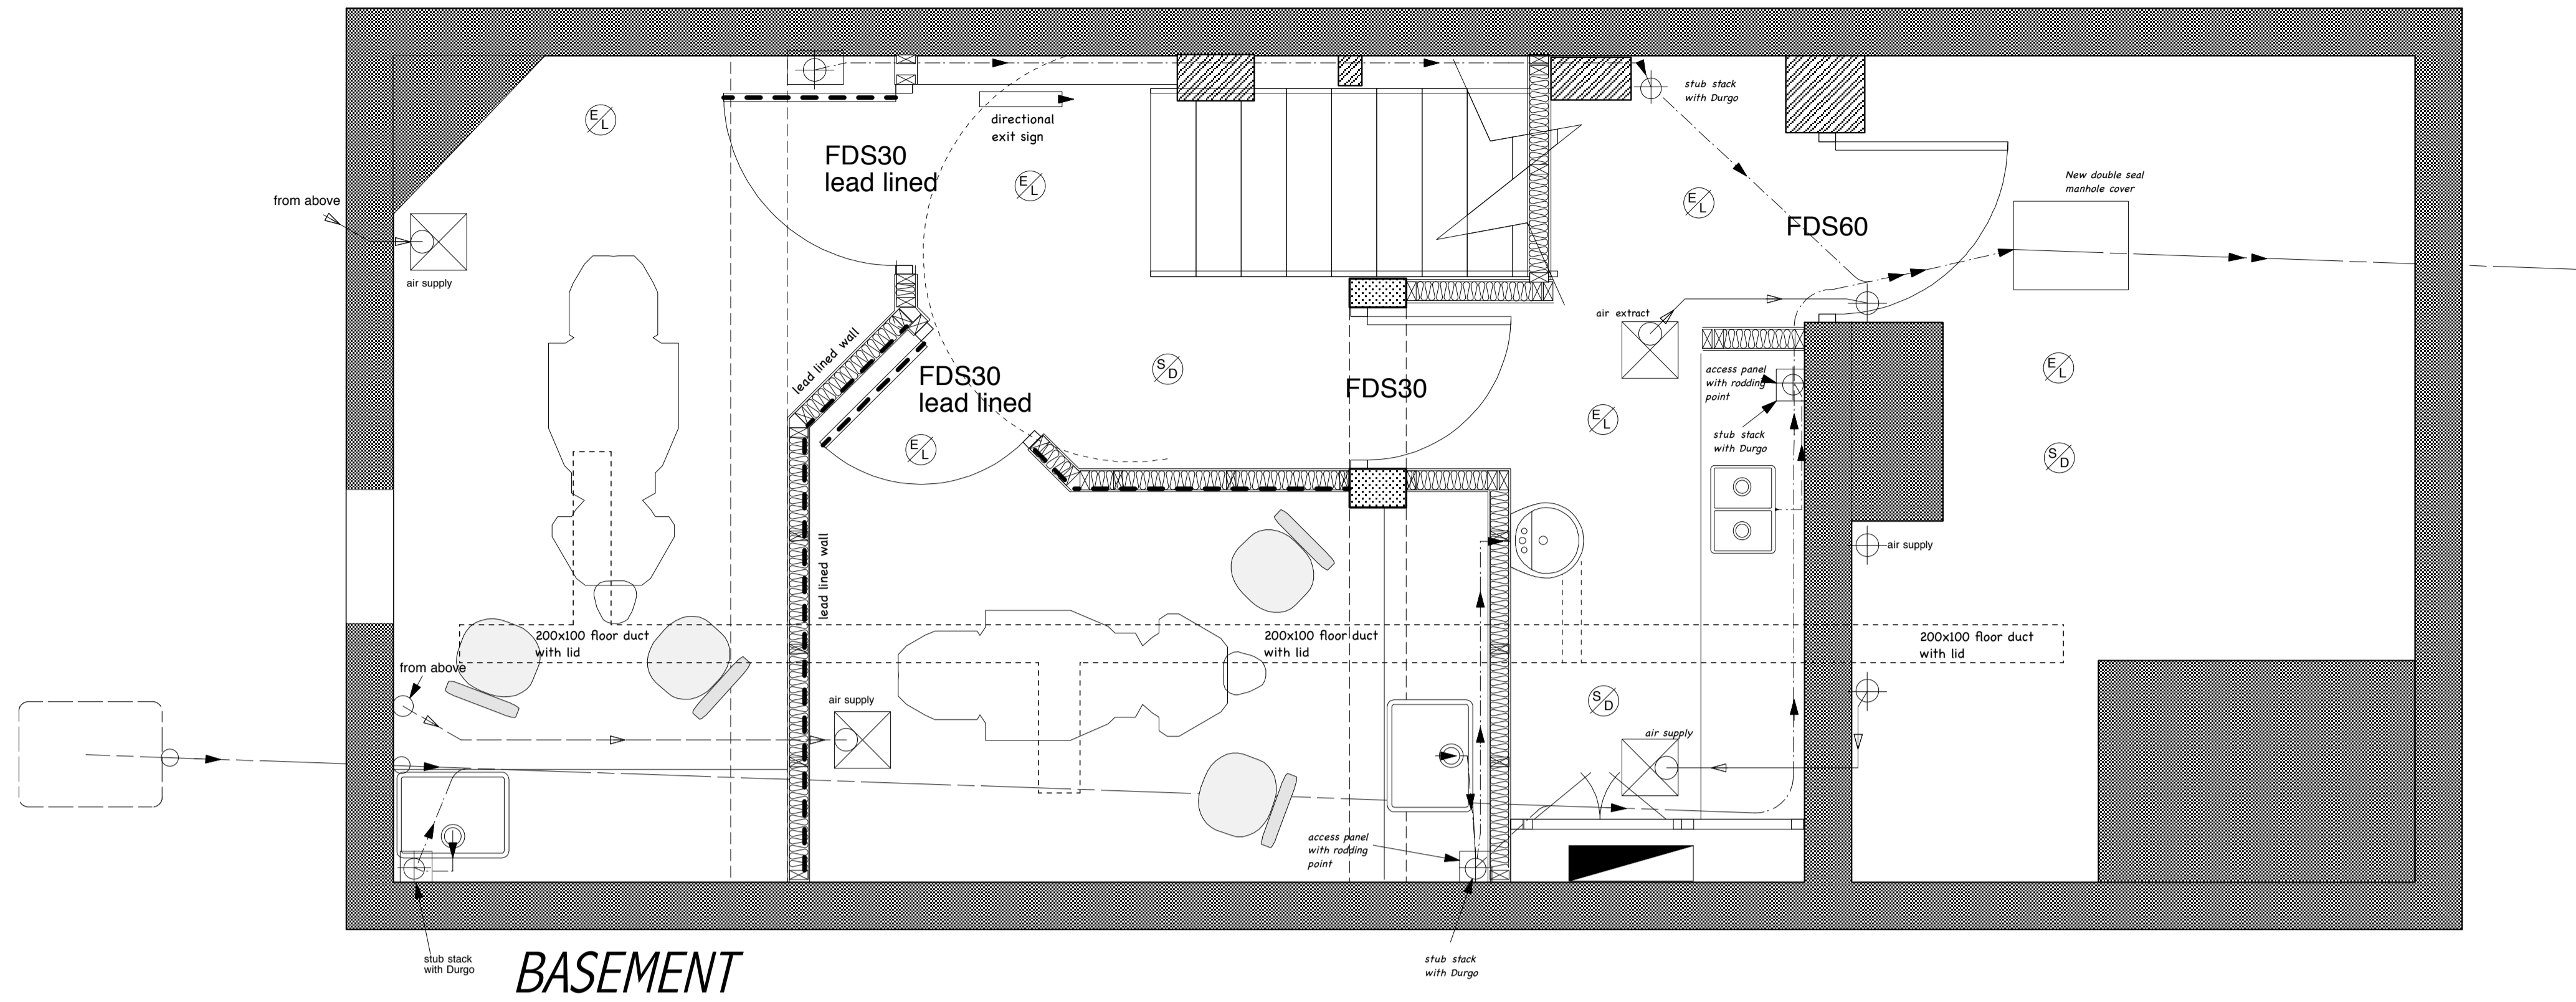 stub stack
with Durgo
E
L
directional
exit sign
FDS30
lead lined
E
L
New double seal
manhole cover
from above
E
L
FDS60
air supply
air extract
lead lined wall
FDS30
lead lined
S
D
FDS30
access panel
with rodding
point
E
L
E
L
stub stack
with Durgo
E
L
S
D
air supply
lead lined wall
200x100 floor duct
with lid
200x100 floor duct
with lid
200x100 floor duct
with lid
from above
air supply
S
D
air supply
access panel
with rodding
point
stub stack
with Durgo
stub stack
with Durgo
BASEMENT